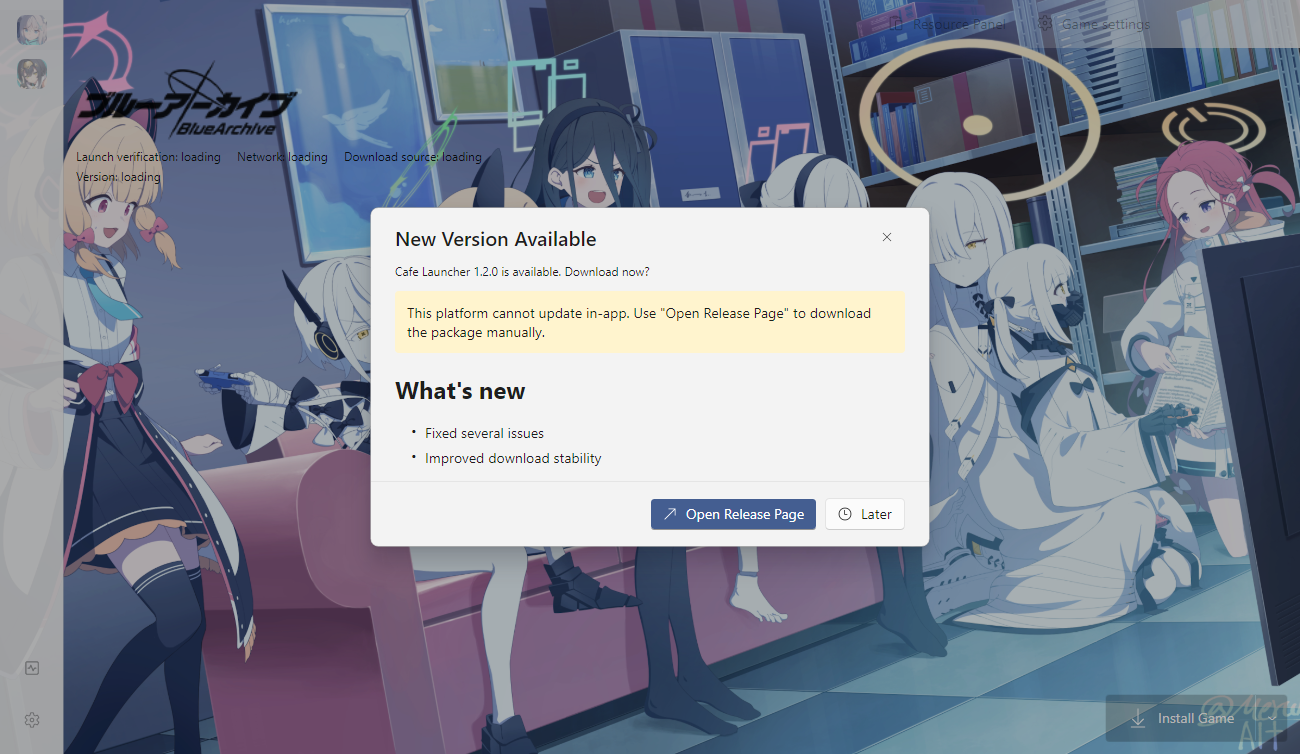 Resource Panel
Game settings
ブルーアーカイブ
BlueArchive
Launch verification: loading
Network: loading
Download source: loading
Version: loading
New Version Available
Cafe Launcher 1.2.0 is available. Download now?
This platform cannot update in-app. Use "Open Release Page" to download
the package manually.
What's new
• Fixed several issues
• Improved download stability
Open Release Page
Later
Install Game